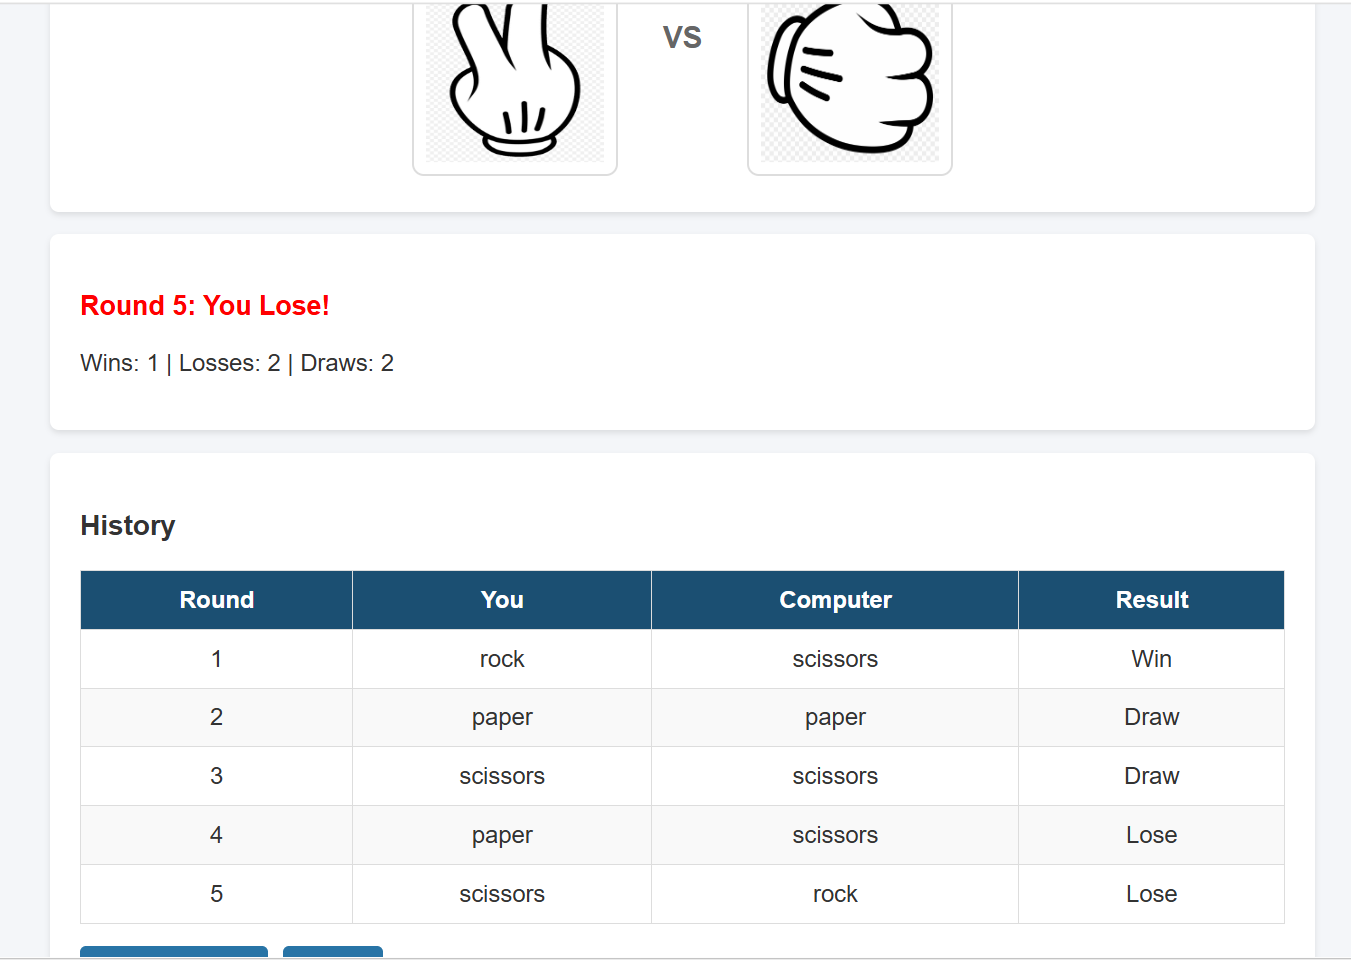 VS
Round 5: You Lose!
Wins: 1 | Losses: 2 | Draws: 2
History
Round You Computer Result
1 rock scissors Win
2 paper paper Draw
3 scissors scissors Draw
4 paper scissors Lose
5 scissors rock Lose